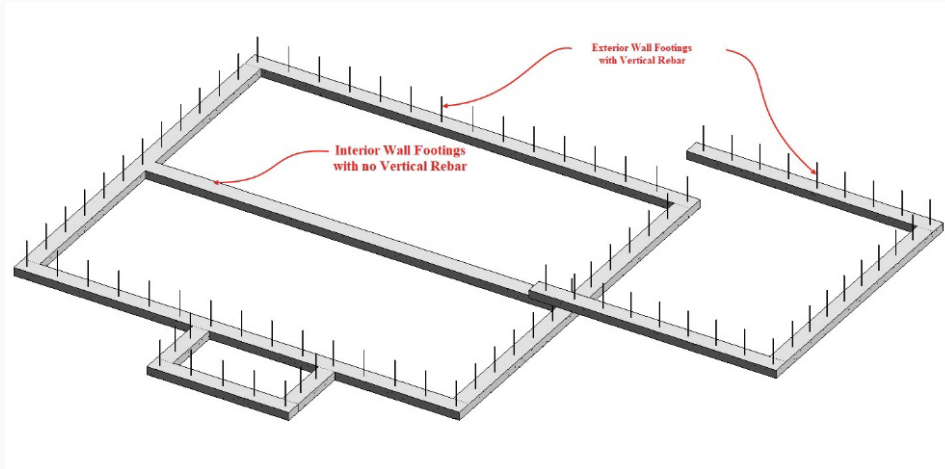 Exterior Wall Footings
with Vertical Rebar
Interior Wall Footings
with no Vertical Rebar